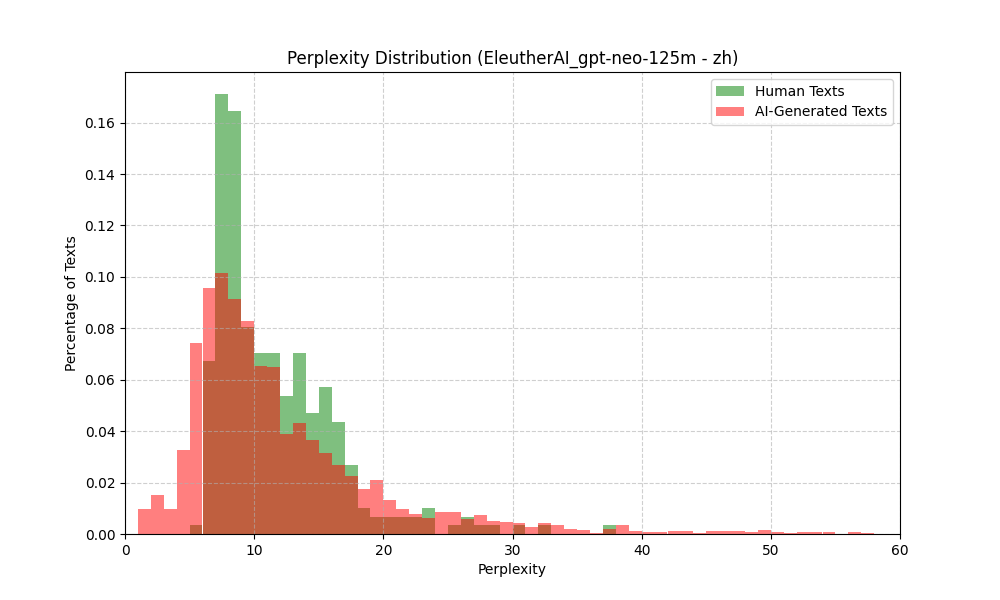 Perplexity Distribution (EleutherAI_gpt-neo-125m - zh)
Human Texts
AI-Generated Texts
Percentage of Texts
0.16
0.14
0.12
0.10
0.08
0.06
0.04
0.02
0.00
0 10 20 30 40 50 60
Perplexity